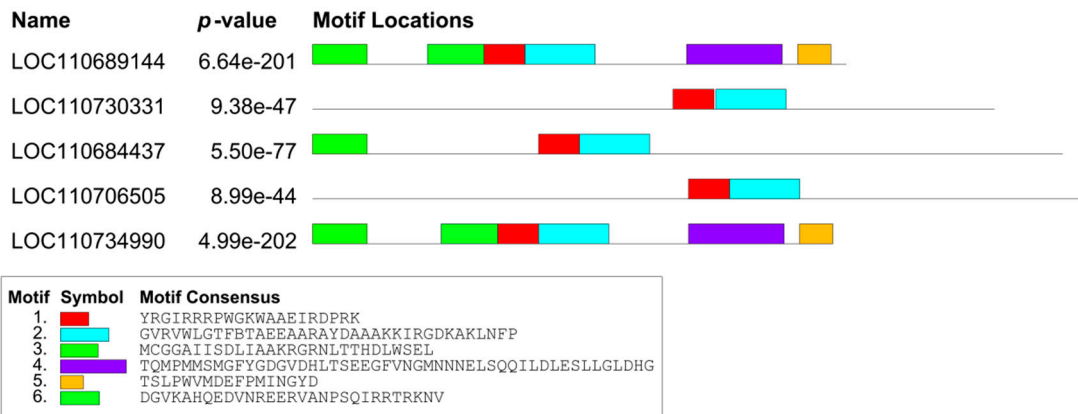 Name p-value Motif Locations
LOC110689144 6.64e-201
LOC110730331 9.38e-47
LOC110684437 5.50e-77
LOC110706505 8.99e-44
LOC110734990 4.99e-202
Motif Symbol Motif Consensus
1. YRGIRRRPWGKWAAEIRDPRK
2. GVRVWLGTFBTAEEAARAYDAAAKKIRGDKAKLNFP
3. MCGGAIISDLIAAKRGRNLTTHDLWSEL
4. TQMPMMSMGFYGDGVDHLTSEEGFVNGMNNNELSQQILDLESLLGLDHG
5. TSLPWVMDEFPMINGYD
6. DGVKAHQEDVNREERVANPSQIRRTRKNV